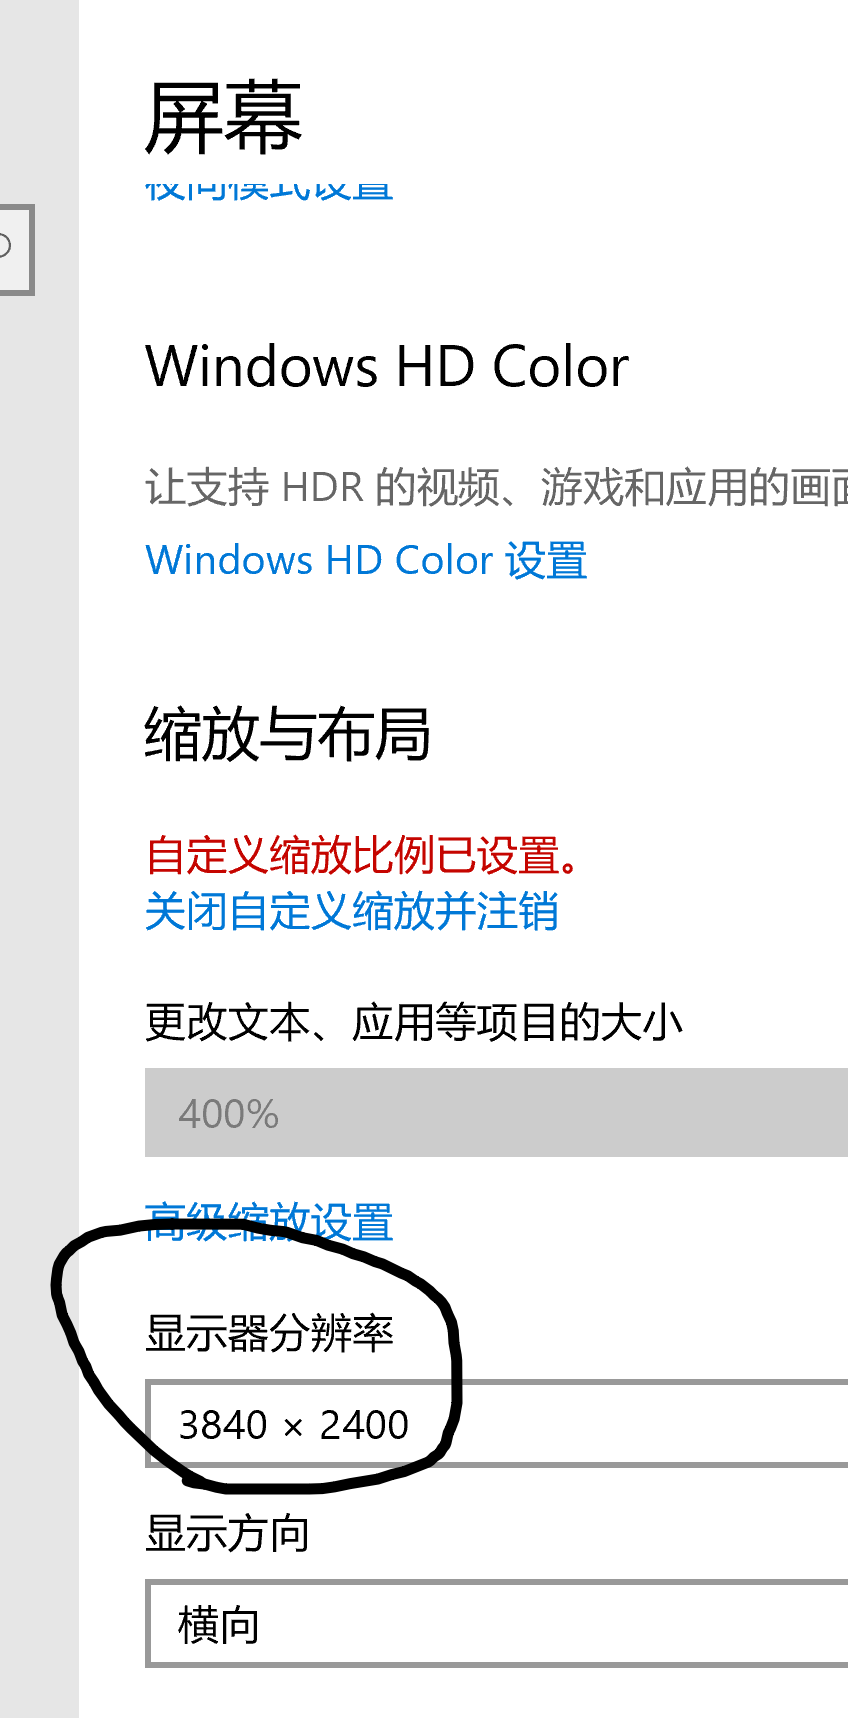 屏幕
夜间模式设置
Windows HD Color
让支持 HDR 的视频、游戏和应用的画面
Windows HD Color 设置
缩放与布局
自定义缩放比例已设置。
关闭自定义缩放并注销
更改文本、应用等项目的大小
400%
高级缩放设置
显示器分辨率
3840 × 2400
显示方向
横向